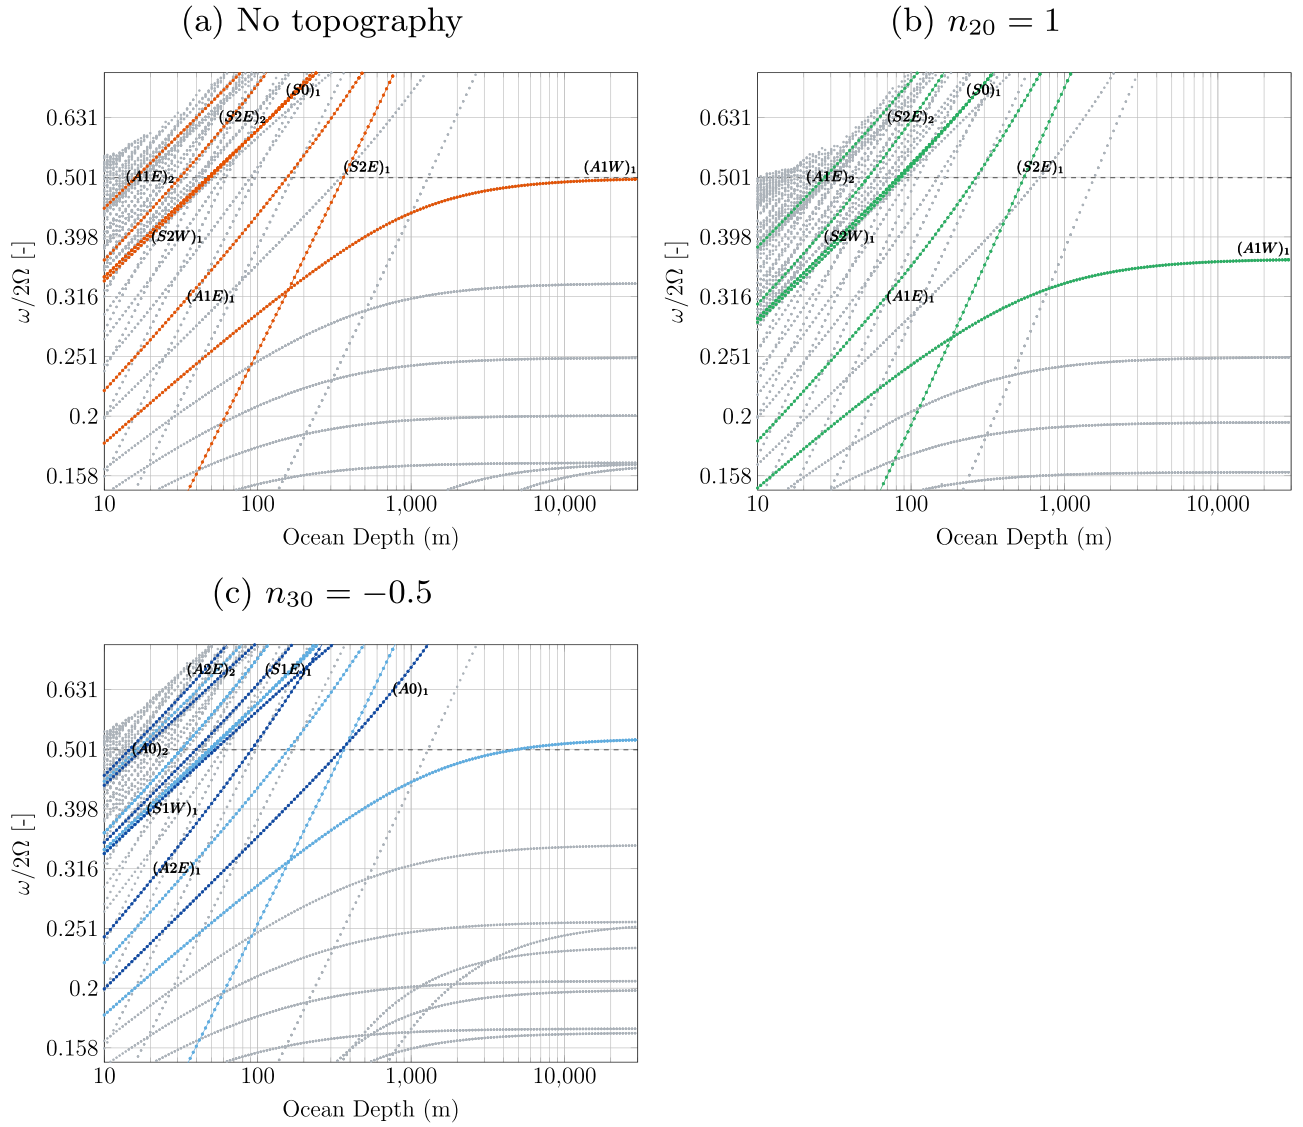 (a) No topography
(b) n₂₀ = 1
0.631
0.501
0.398
0.316
0.251
0.2
0.158
ω/2Ω [-]
(S0)₁
(S2E)₂
(A1E)₂
(S2E)₁
(A1W)₁
(S2W)₁
(A1E)₁
10
100
1,000
10,000
Ocean Depth (m)
0.631
0.501
0.398
0.316
0.251
0.2
0.158
ω/2Ω [-]
(S0)₁
(S2E)₂
(A1E)₂
(S2E)₁
(S2W)₁
(A1W)₁
(A1E)₁
10
100
1,000
10,000
Ocean Depth (m)
(c) n₃₀ = −0.5
0.631
0.501
0.398
0.316
0.251
0.2
0.158
ω/2Ω [-]
(A2E)₂
(S1E)₁
(A0)₁
(A0)₂
(S1W)₁
(A2E)₁
10
100
1,000
10,000
Ocean Depth (m)